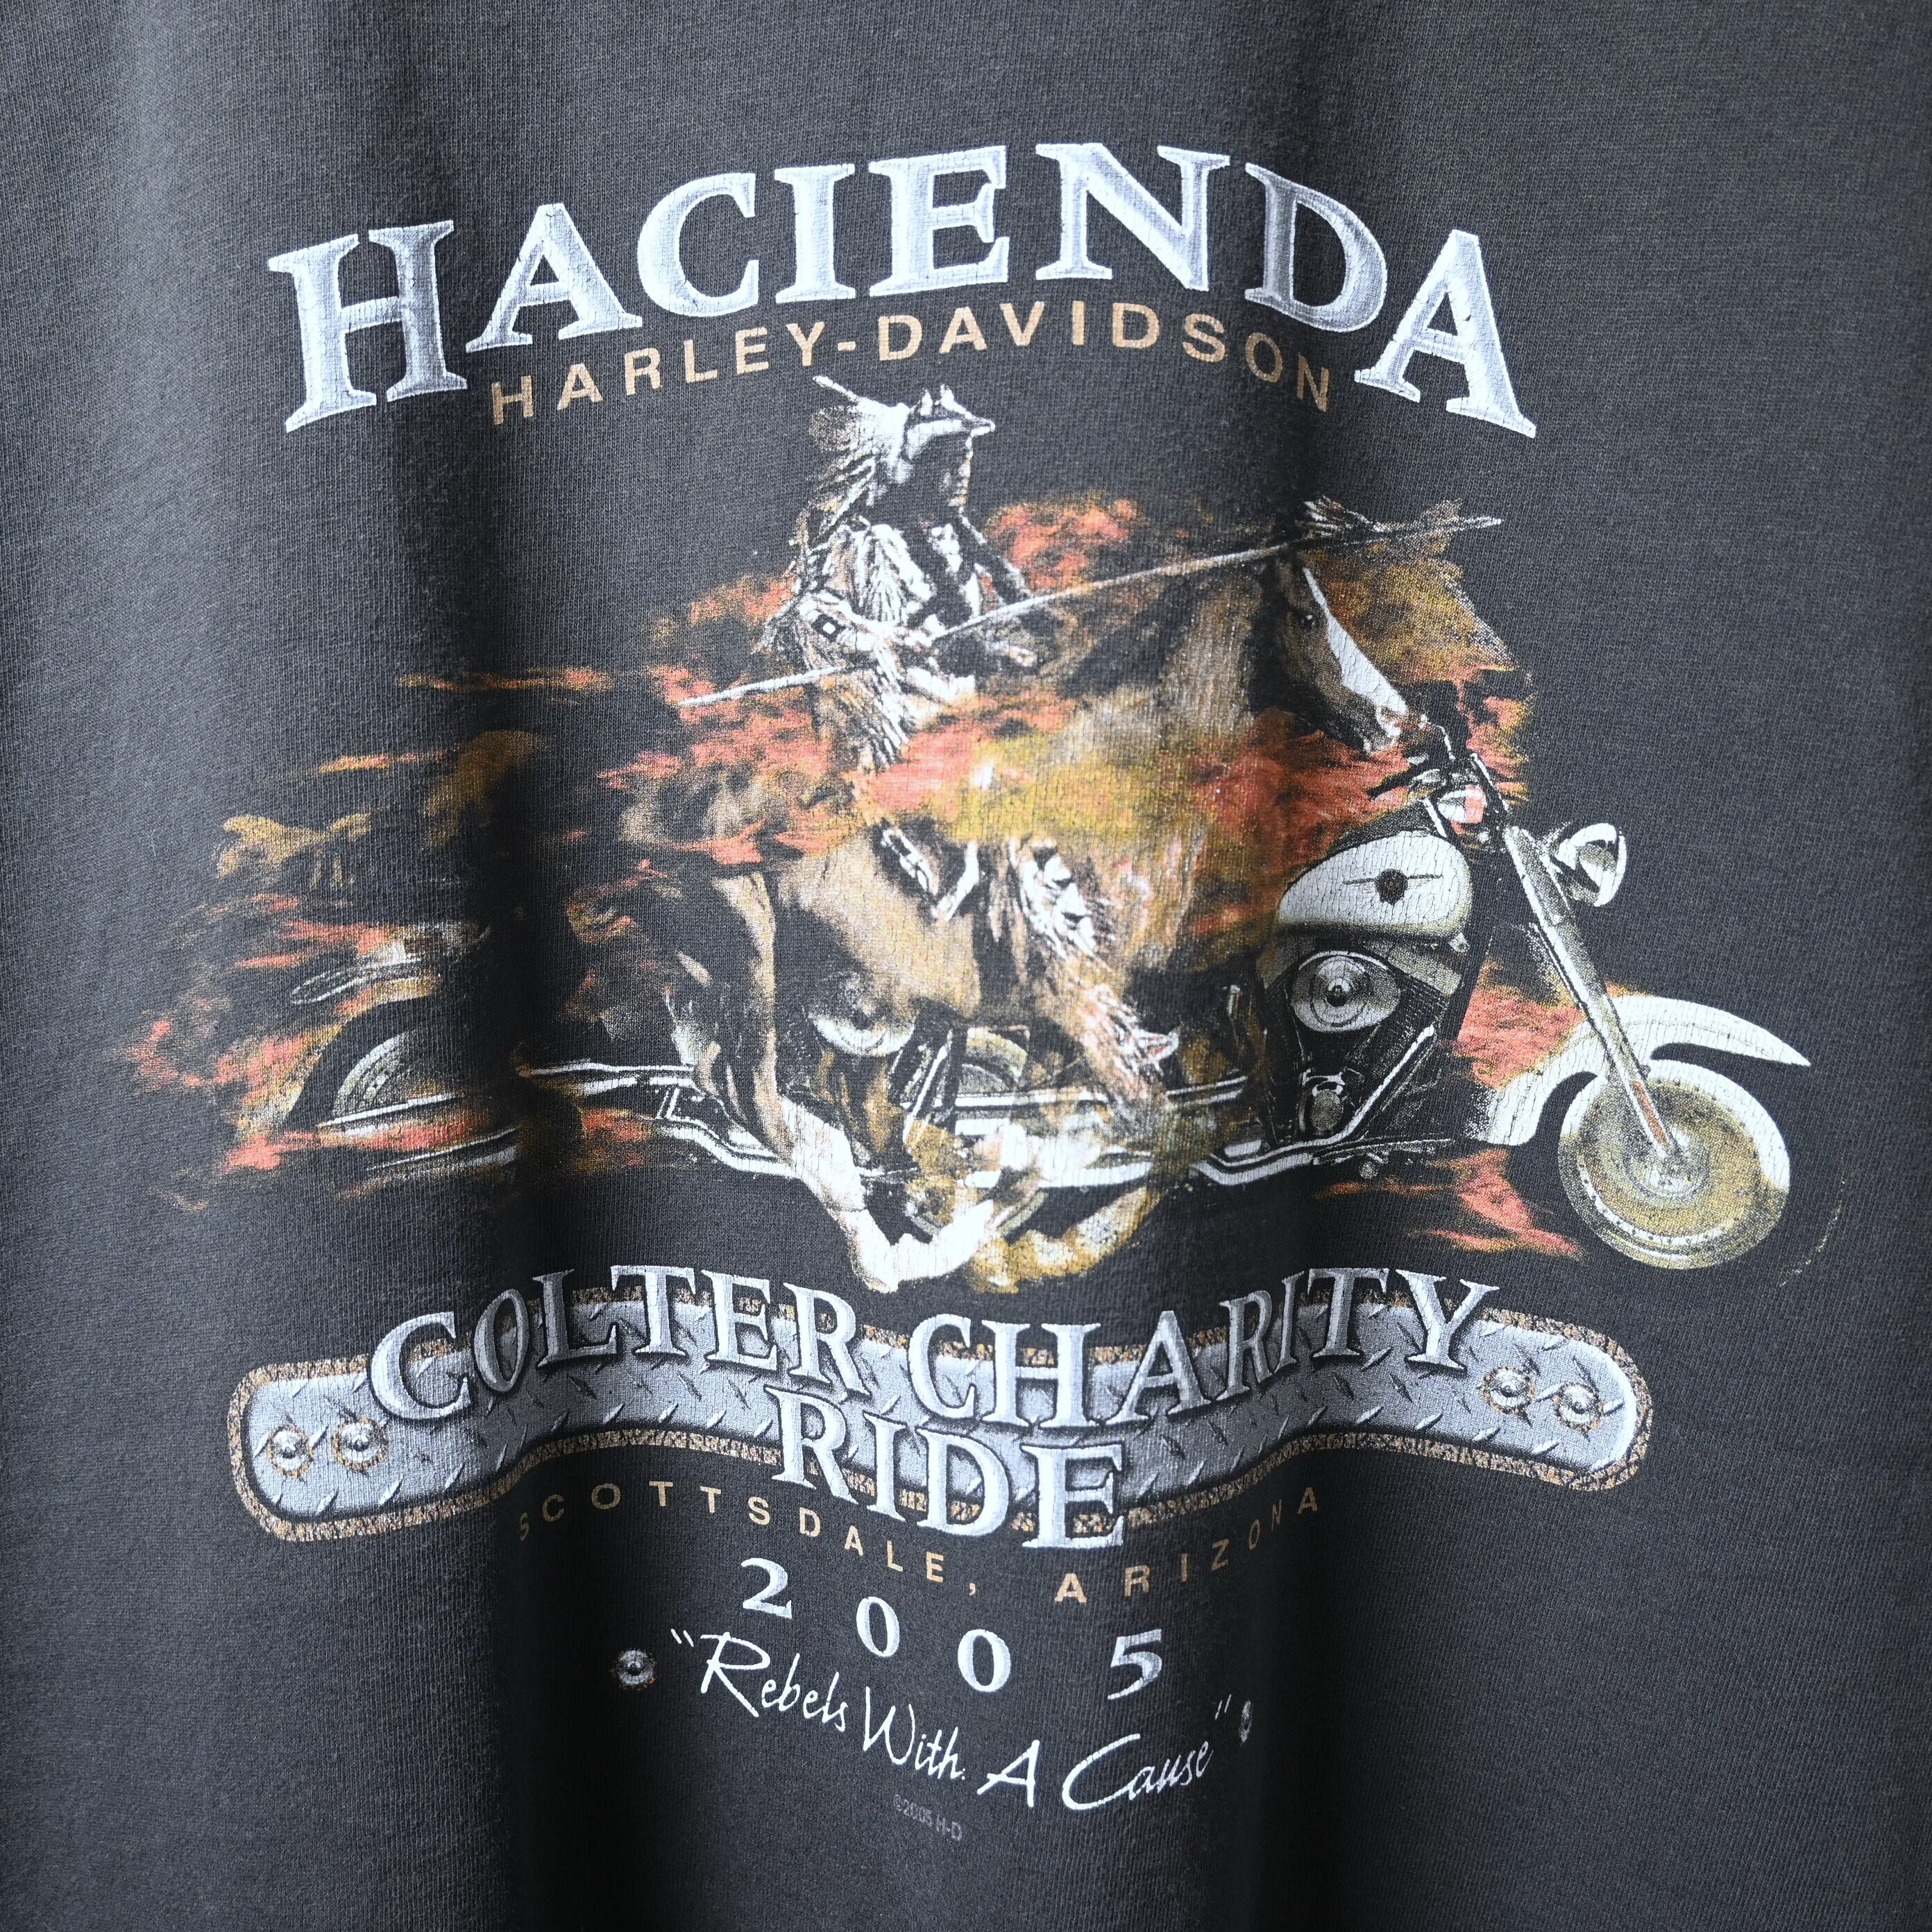 HACIENDA
HARLEY-DAVIDSON
COLTER CHARITY
RIDE
SCOTTSDALE, ARIZONA
2005
"Rebels With A Cause"
©2005 H-D